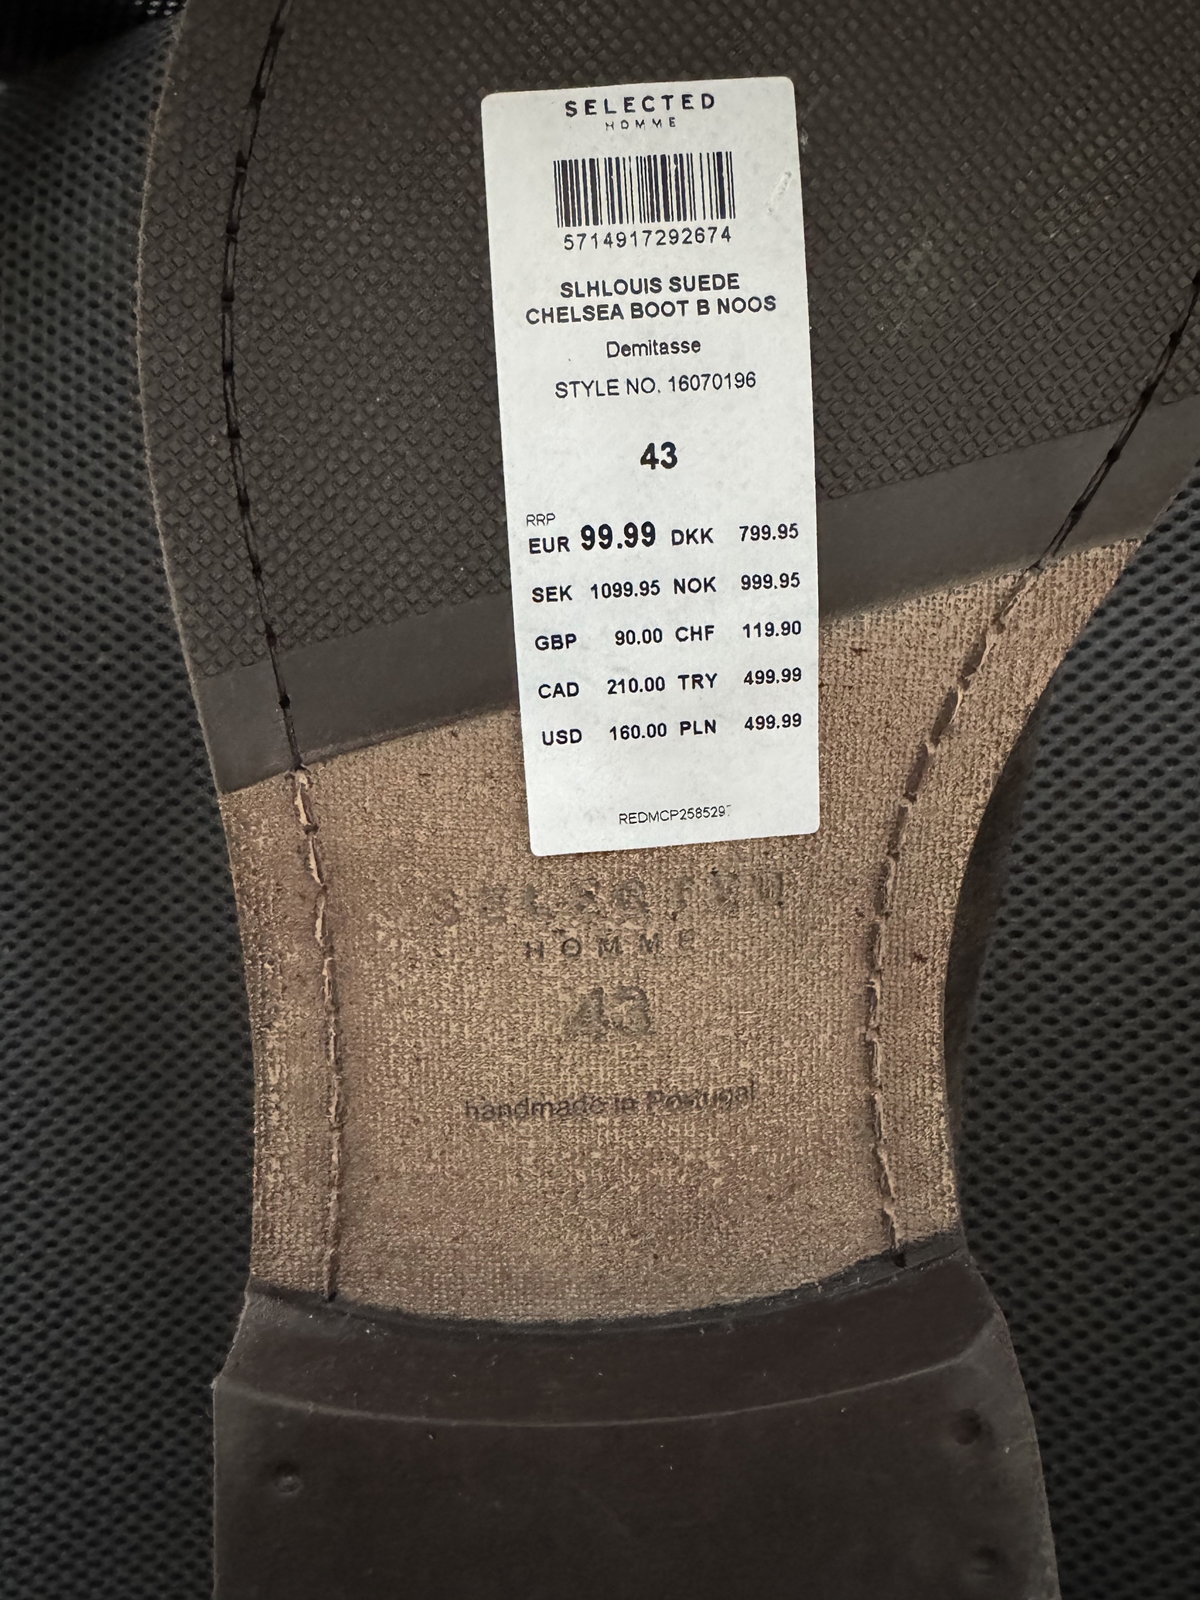 SELECTED
HOMME
5714917292674
SLHLOUIS SUEDE
CHELSEA BOOT B NOOS
Demitasse
STYLE NO. 16070196
43
RRP
EUR 99.99 DKK 799.95
SEK 1099.95 NOK 999.95
GBP 90.00 CHF 119.90
CAD 210.00 TRY 499.99
USD 160.00 PLN 499.99
SELECTED
HOMME
43
handmade in Portugal